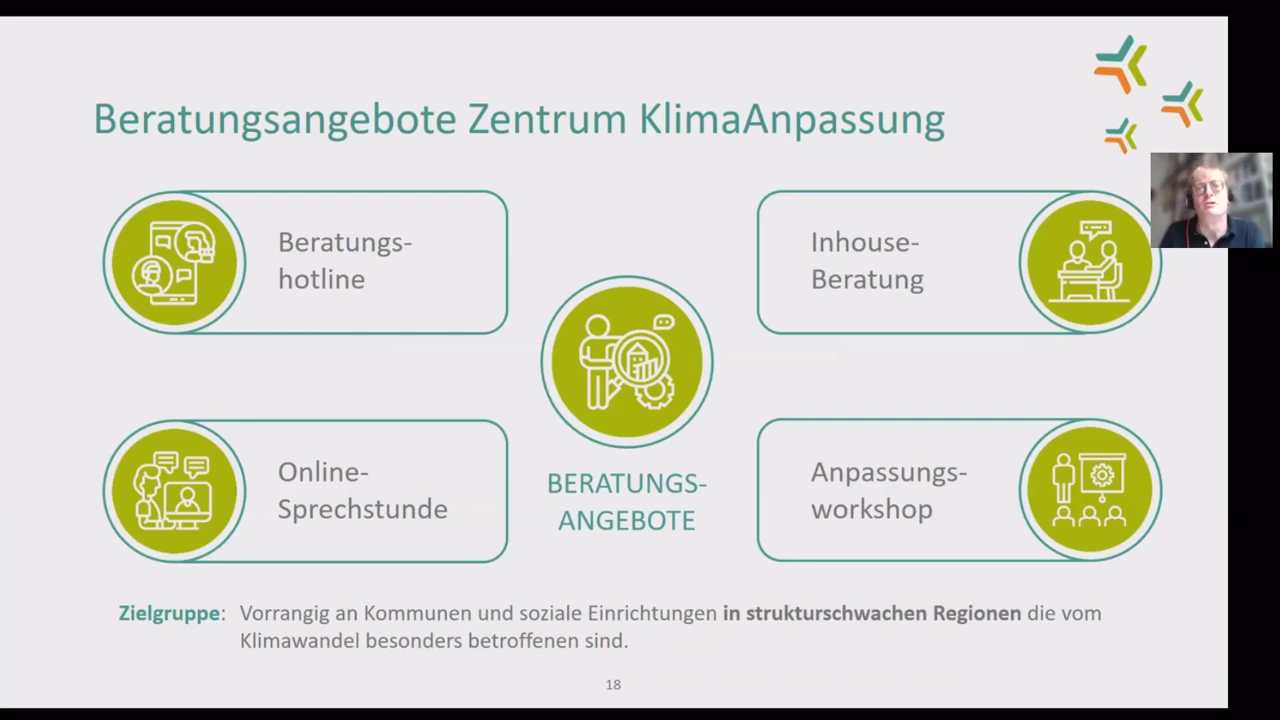 Beratungsangebote Zentrum KlimaAnpassung
Beratungs-
hotline
Inhouse-
Beratung
Online-
Sprechstunde
BERATUNGS-
ANGEBOTE
Anpassungs-
workshop
Zielgruppe: Vorrangig an Kommunen und soziale Einrichtungen in strukturschwachen Regionen die vom
Klimawandel besonders betroffenen sind.
18